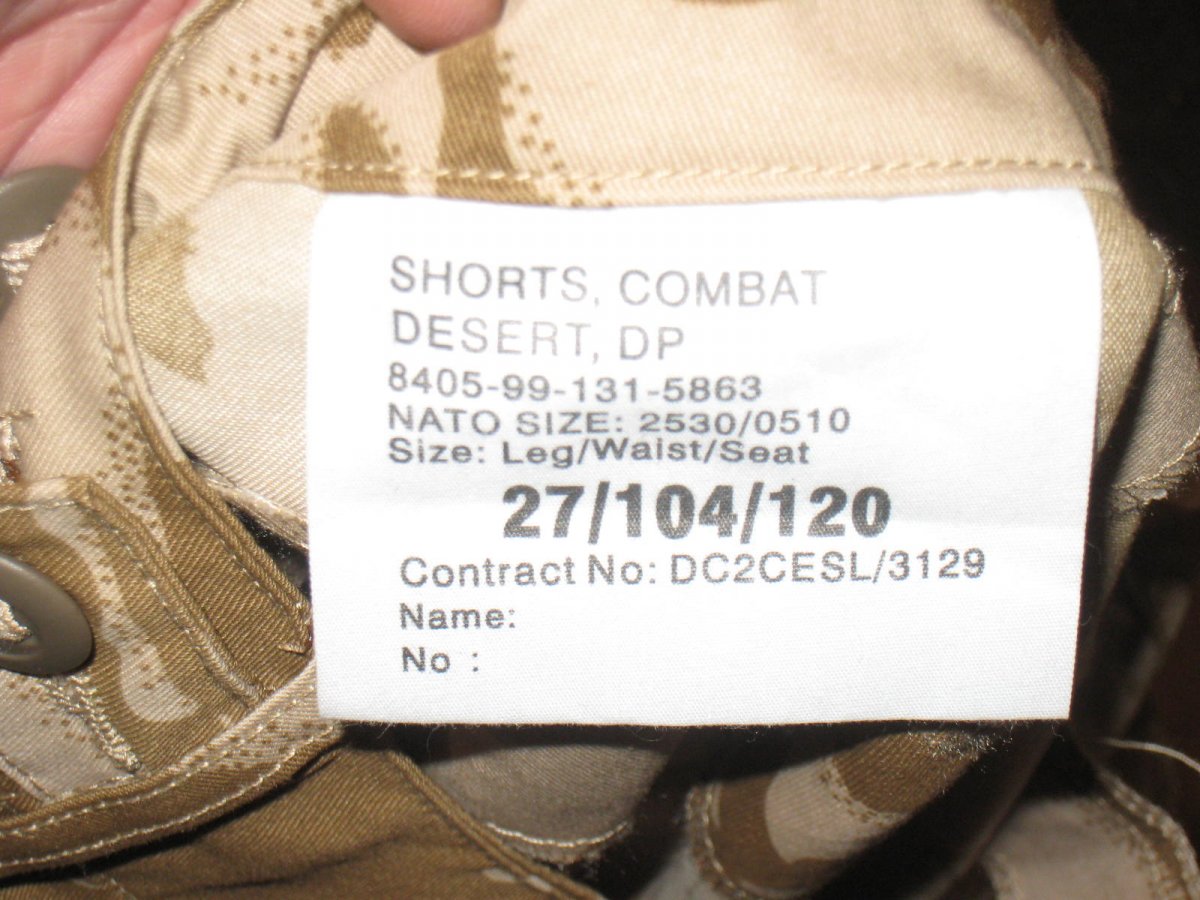 SHORTS, COMBAT
DESERT, DP
8405-99-131-5863
NATO SIZE: 2530/0510
Size: Leg/Waist/Seat
27/104/120
Contract No: DC2CESL/3129
Name:
No :